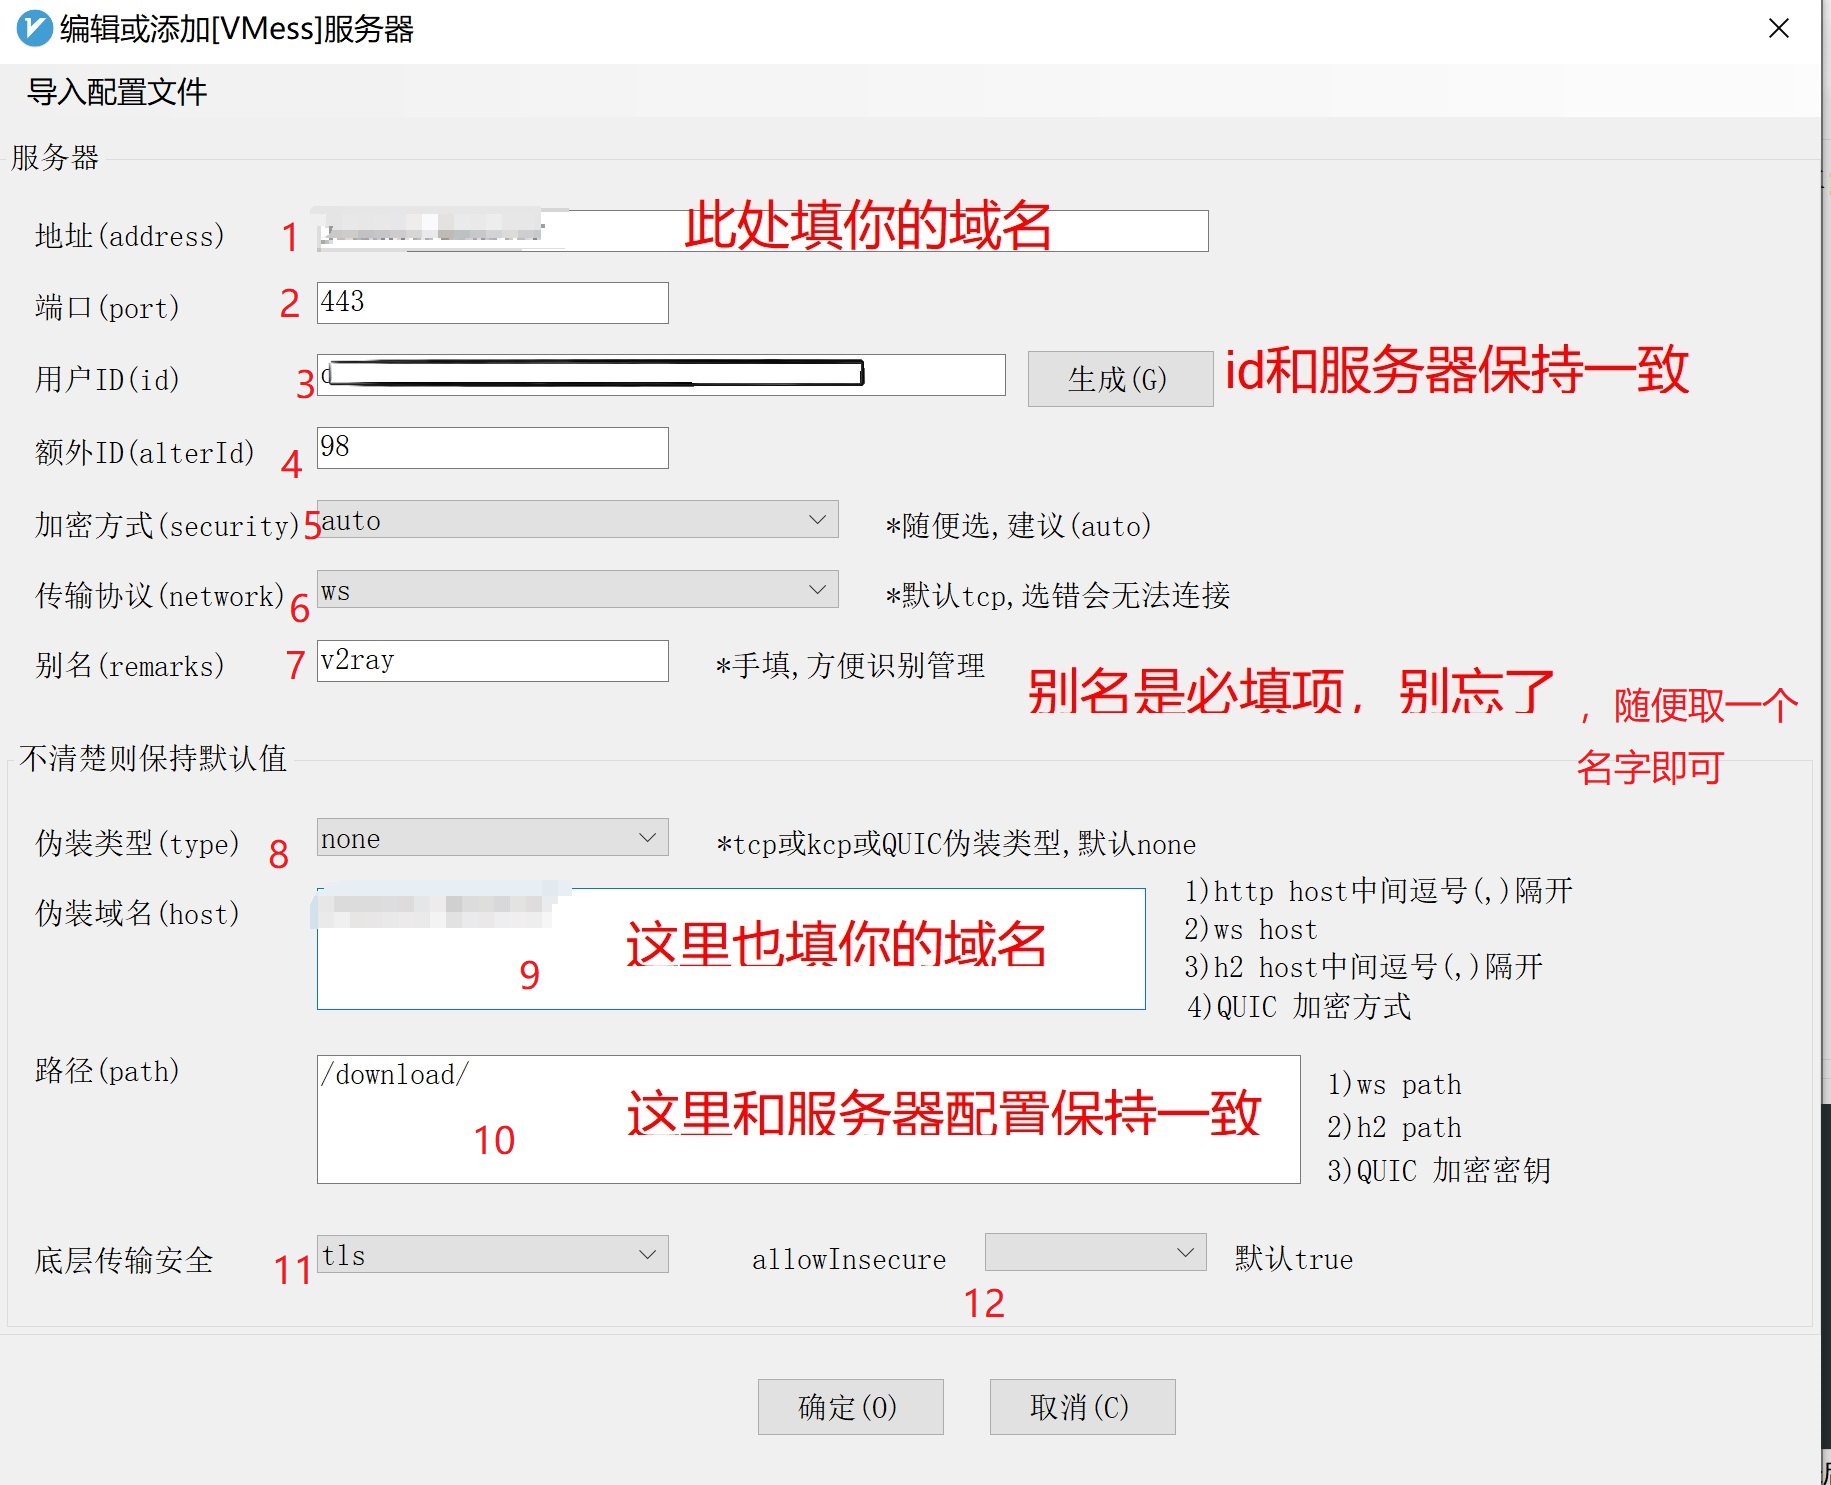 编辑或添加[VMess]服务器
导入配置文件
服务器
地址(address) 1 此处填你的域名
端口(port) 2 443
用户ID(id) 3 生成(G) id和服务器保持一致
额外ID(alterId) 4 98
加密方式(security) 5 auto *随便选,建议(auto)
传输协议(network) 6 ws *默认tcp,选错会无法连接
别名(remarks) 7 v2ray *手填,方便识别管理 别名是必填项，别忘了，随便取一个
名字即可
不清楚则保持默认值
伪装类型(type) 8 none *tcp或kcp或QUIC伪装类型,默认none
伪装域名(host) 9 这里也填你的域名
1)http host中间逗号(,)隔开
2)ws host
3)h2 host中间逗号(,)隔开
4)QUIC 加密方式
路径(path) /download/
10 这里和服务器配置保持一致
1)ws path
2)h2 path
3)QUIC 加密密钥
底层传输安全 11 tls allowInsecure 12 默认true
确定(O) 取消(C)